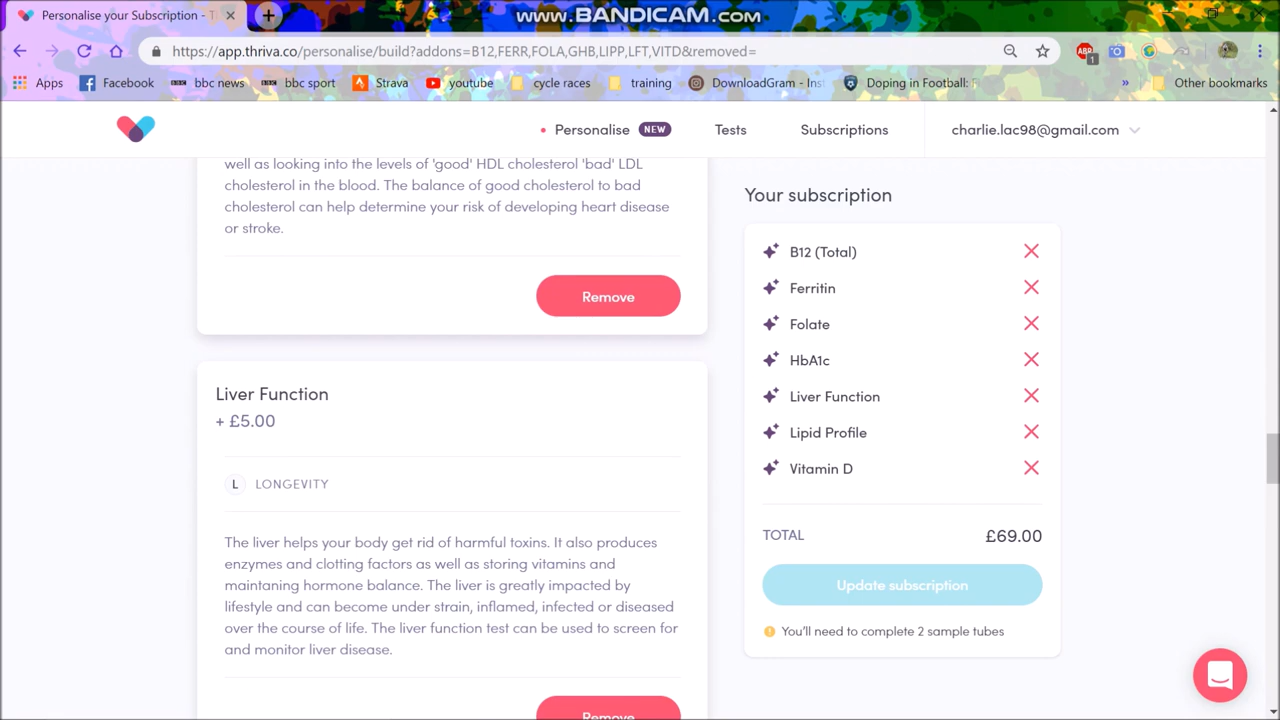 Personalise your Subscription - T
www.BANDICAM.com
https://app.thriva.co/personalise/build?addons=B12,FERR,FOLA,GHB,LIPP,LFT,VITD&removed=
ABP
1
Apps
Facebook
BBC
bbc news
BBC
bbc sport
Strava
youtube
cycle races
training
DownloadGram - Inst
Doping in Football:
»
Other bookmarks
Personalise NEW
Tests
Subscriptions
charlie.lac98@gmail.com
well as looking into the levels of 'good' HDL cholesterol 'bad' LDL
cholesterol in the blood. The balance of good cholesterol to bad
cholesterol can help determine your risk of developing heart disease
or stroke.
Remove
Liver Function
+ £5.00
L LONGEVITY
The liver helps your body get rid of harmful toxins. It also produces
enzymes and clotting factors as well as storing vitamins and
maintaning hormone balance. The liver is greatly impacted by
lifestyle and can become under strain, inflamed, infected or diseased
over the course of life. The liver function test can be used to screen for
and monitor liver disease.
Remove
Your subscription
B12 (Total)
Ferritin
Folate
HbA1c
Liver Function
Lipid Profile
Vitamin D
TOTAL £69.00
Update subscription
You'll need to complete 2 sample tubes